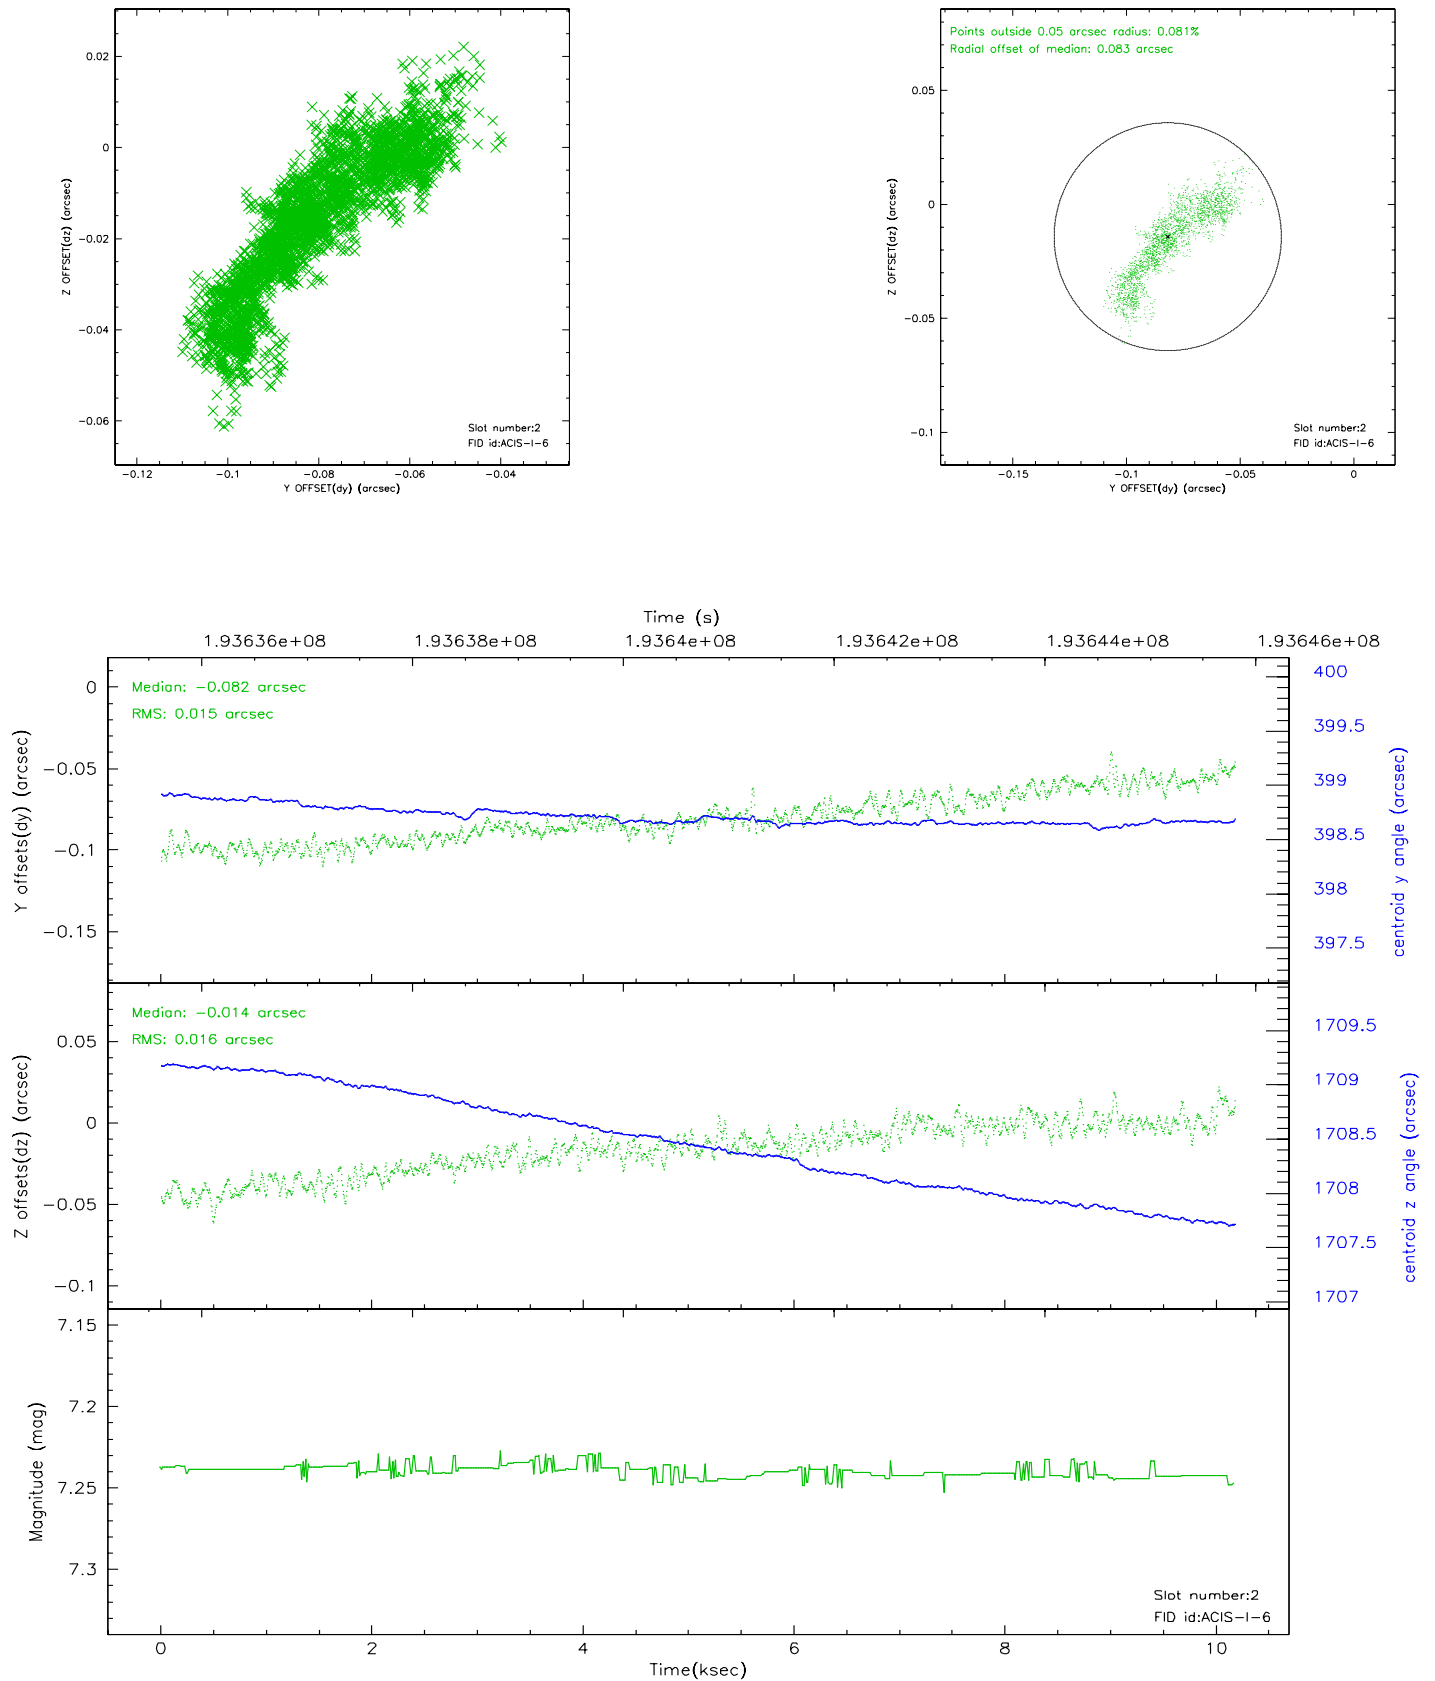 0.02
0
-0.02
-0.04
-0.06
Z OFFSET(dz) (arcsec)
Slot number:2
FID id:ACIS-I-6
-0.12
-0.1
-0.08
-0.06
-0.04
Y OFFSET(dy) (arcsec)
Points outside 0.05 arcsec radius: 0.081%
Radial offset of median: 0.083 arcsec
0.05
0
-0.05
-0.1
Z OFFSET(dz) (arcsec)
Slot number:2
FID id:ACIS-I-6
-0.15
-0.1
-0.05
0
Y OFFSET(dy) (arcsec)
Time (s)
1.93636e+08
1.93638e+08
1.9364e+08
1.93642e+08
1.93644e+08
1.93646e+08
Median: -0.082 arcsec
RMS: 0.015 arcsec
0
-0.05
-0.1
-0.15
Y offsets(dy) (arcsec)
400
399.5
399
398.5
398
397.5
centroid y angle (arcsec)
Median: -0.014 arcsec
RMS: 0.016 arcsec
0.05
0
-0.05
-0.1
Z offsets(dz) (arcsec)
1709.5
1709
1708.5
1708
1707.5
1707
centroid z angle (arcsec)
7.15
7.2
7.25
7.3
Magnitude (mag)
Slot number:2
FID id:ACIS-I-6
0
2
4
6
8
10
Time(ksec)